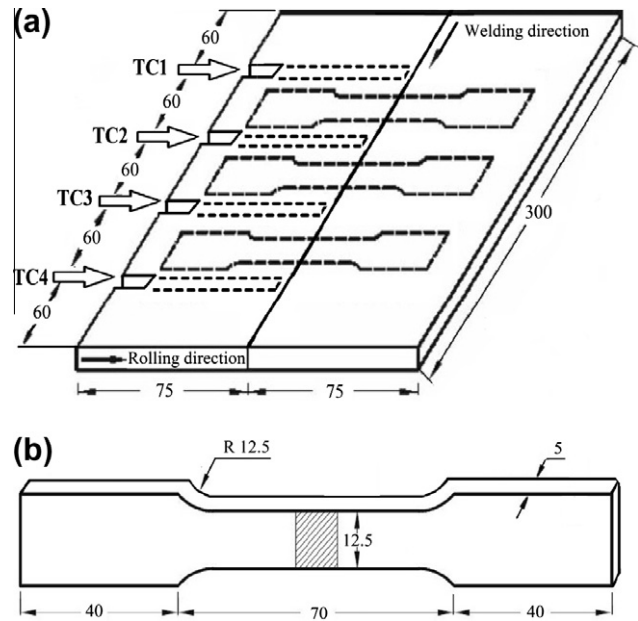 (a)
60
Welding direction
TC1
60
TC2
60
TC3
60
TC4
60
300
Rolling direction
75
75
(b)
R 12.5
5
12.5
40
70
40